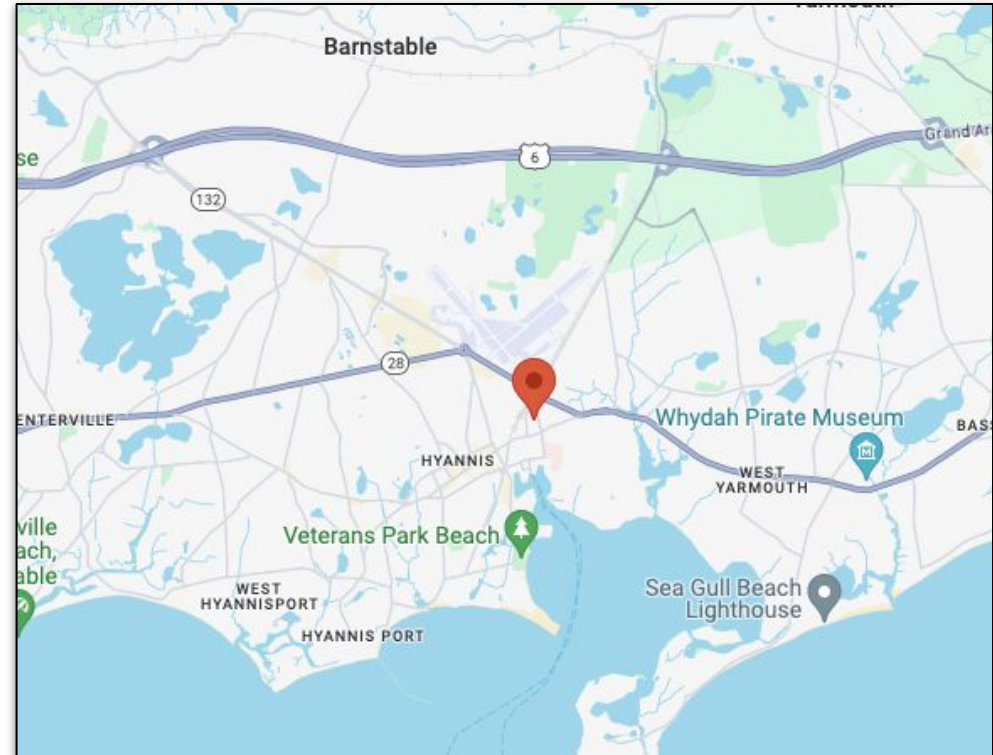 Barnstable
se
6
Grand Ar
132
28
ENTERVILLE
Whydah Pirate Museum
BASS
HYANNIS
WEST
YARMOUTH
Veterans Park Beach
ville
ach,
able
WEST
HYANNISPORT
Sea Gull Beach
Lighthouse
HYANNIS PORT